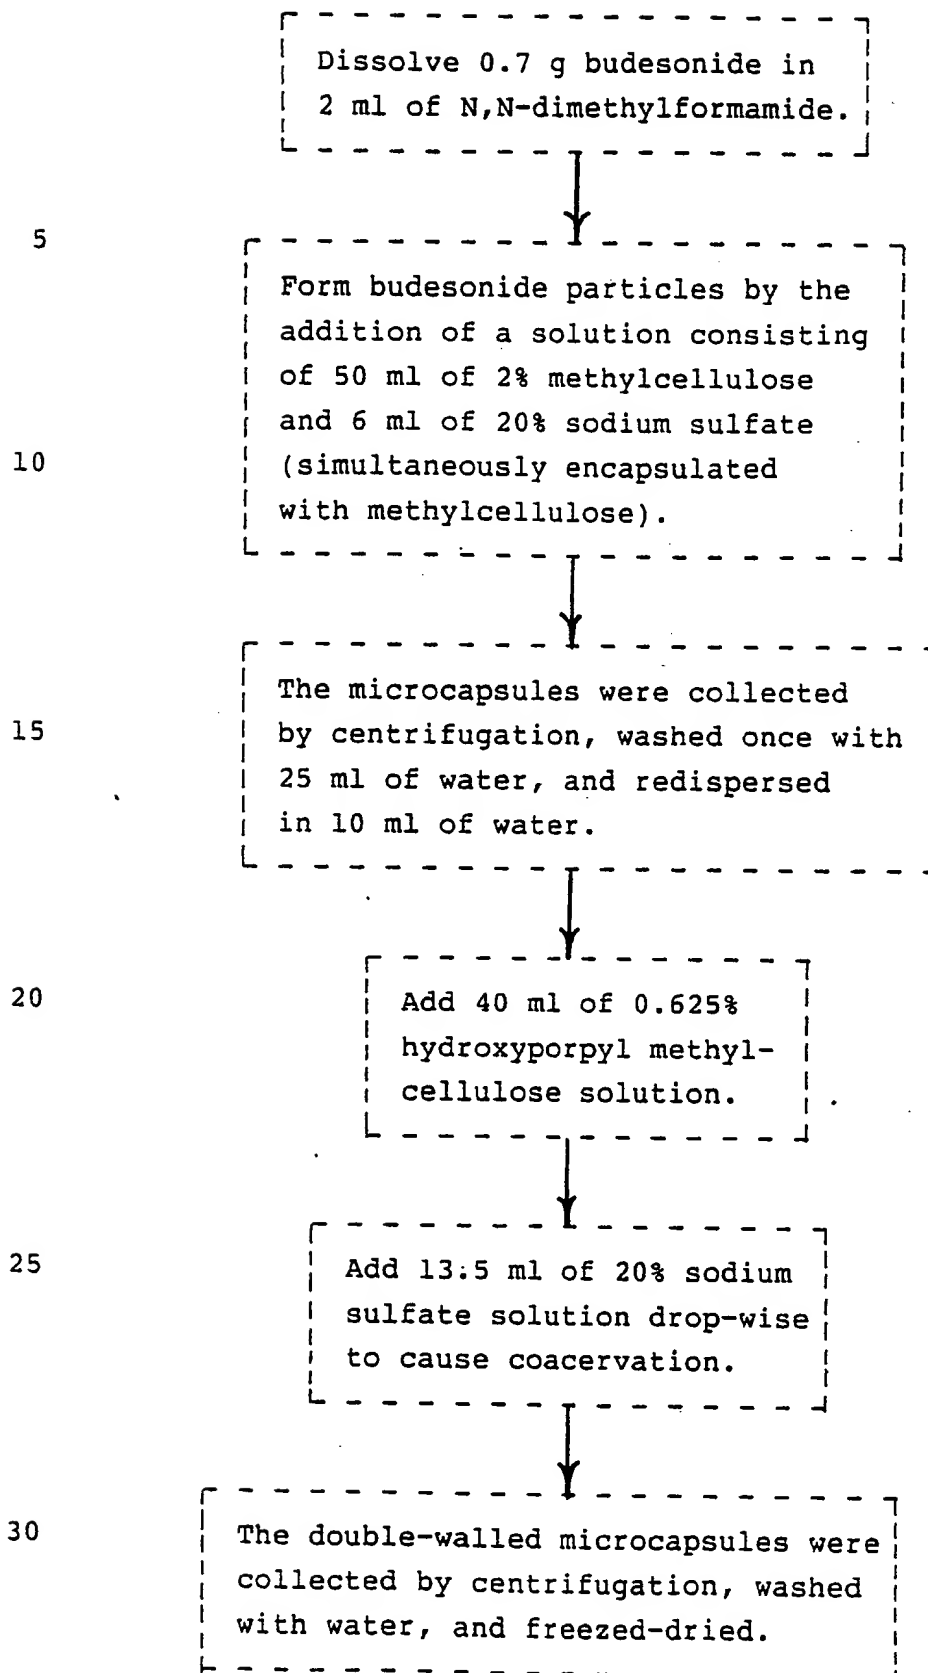 Dissolve 0.7 g budesonide in
2 ml of N,N-dimethylformamide.
5
Form budesonide particles by the
addition of a solution consisting
of 50 ml of 2% methylcellulose
and 6 ml of 20% sodium sulfate
10
(simultaneously encapsulated
with methylcellulose).
The microcapsules were collected
15
by centrifugation, washed once with
25 ml of water, and redispersed
in 10 ml of water.
20
Add 40 ml of 0.625%
hydroxyporpyl methyl-
cellulose solution.
25
Add 13.5 ml of 20% sodium
sulfate solution drop-wise
to cause coacervation.
30
The double-walled microcapsules were
collected by centrifugation, washed
with water, and freezed-dried.